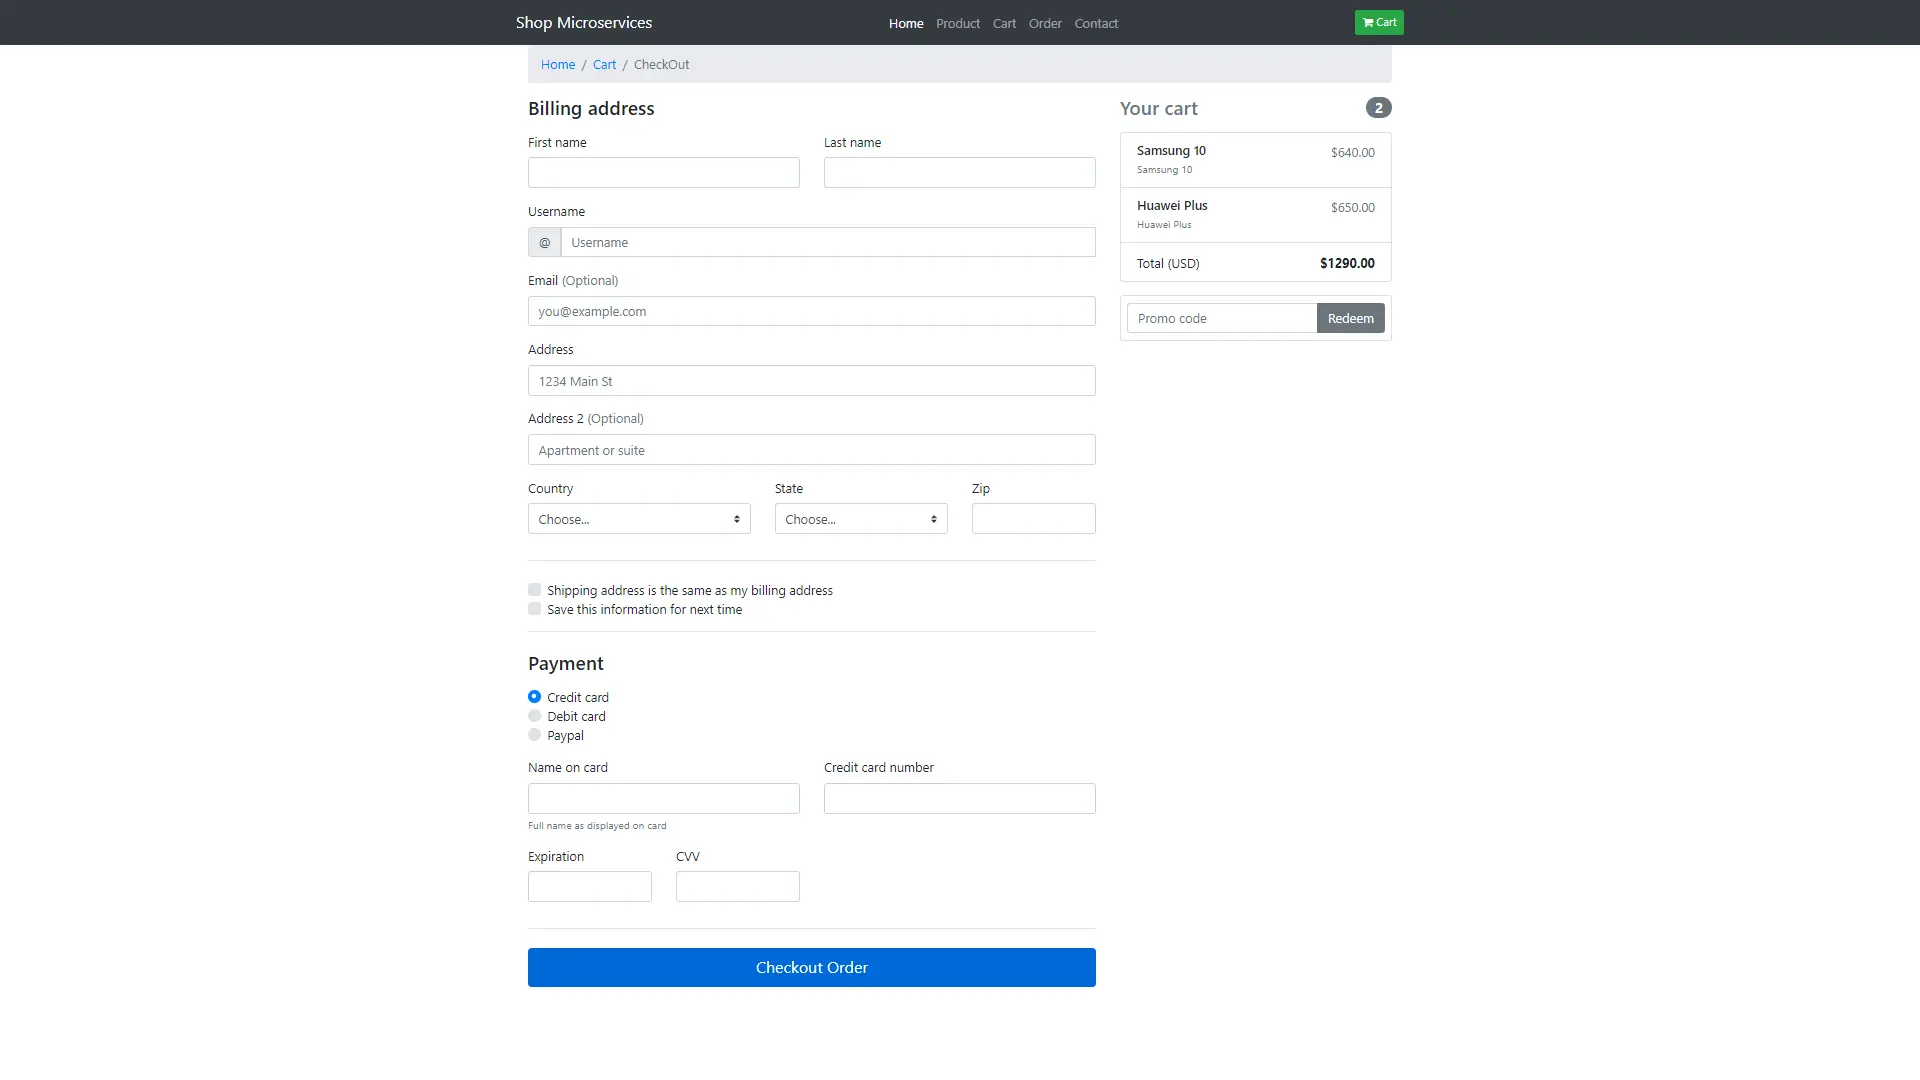 Shop Microservices
Home Product Cart Order Contact
Cart
Home / Cart / CheckOut
Billing address
First name Last name
Username
@ Username
Email (Optional)
you@example.com
Address
1234 Main St
Address 2 (Optional)
Apartment or suite
Country State Zip
Choose... Choose...
Shipping address is the same as my billing address
Save this information for next time
Payment
Credit card
Debit card
Paypal
Name on card Credit card number
Full name as displayed on card
Expiration CVV
Checkout Order
Your cart 2
Samsung 10 $640.00
Samsung 10
Huawei Plus $650.00
Huawei Plus
Total (USD) $1290.00
Promo code Redeem